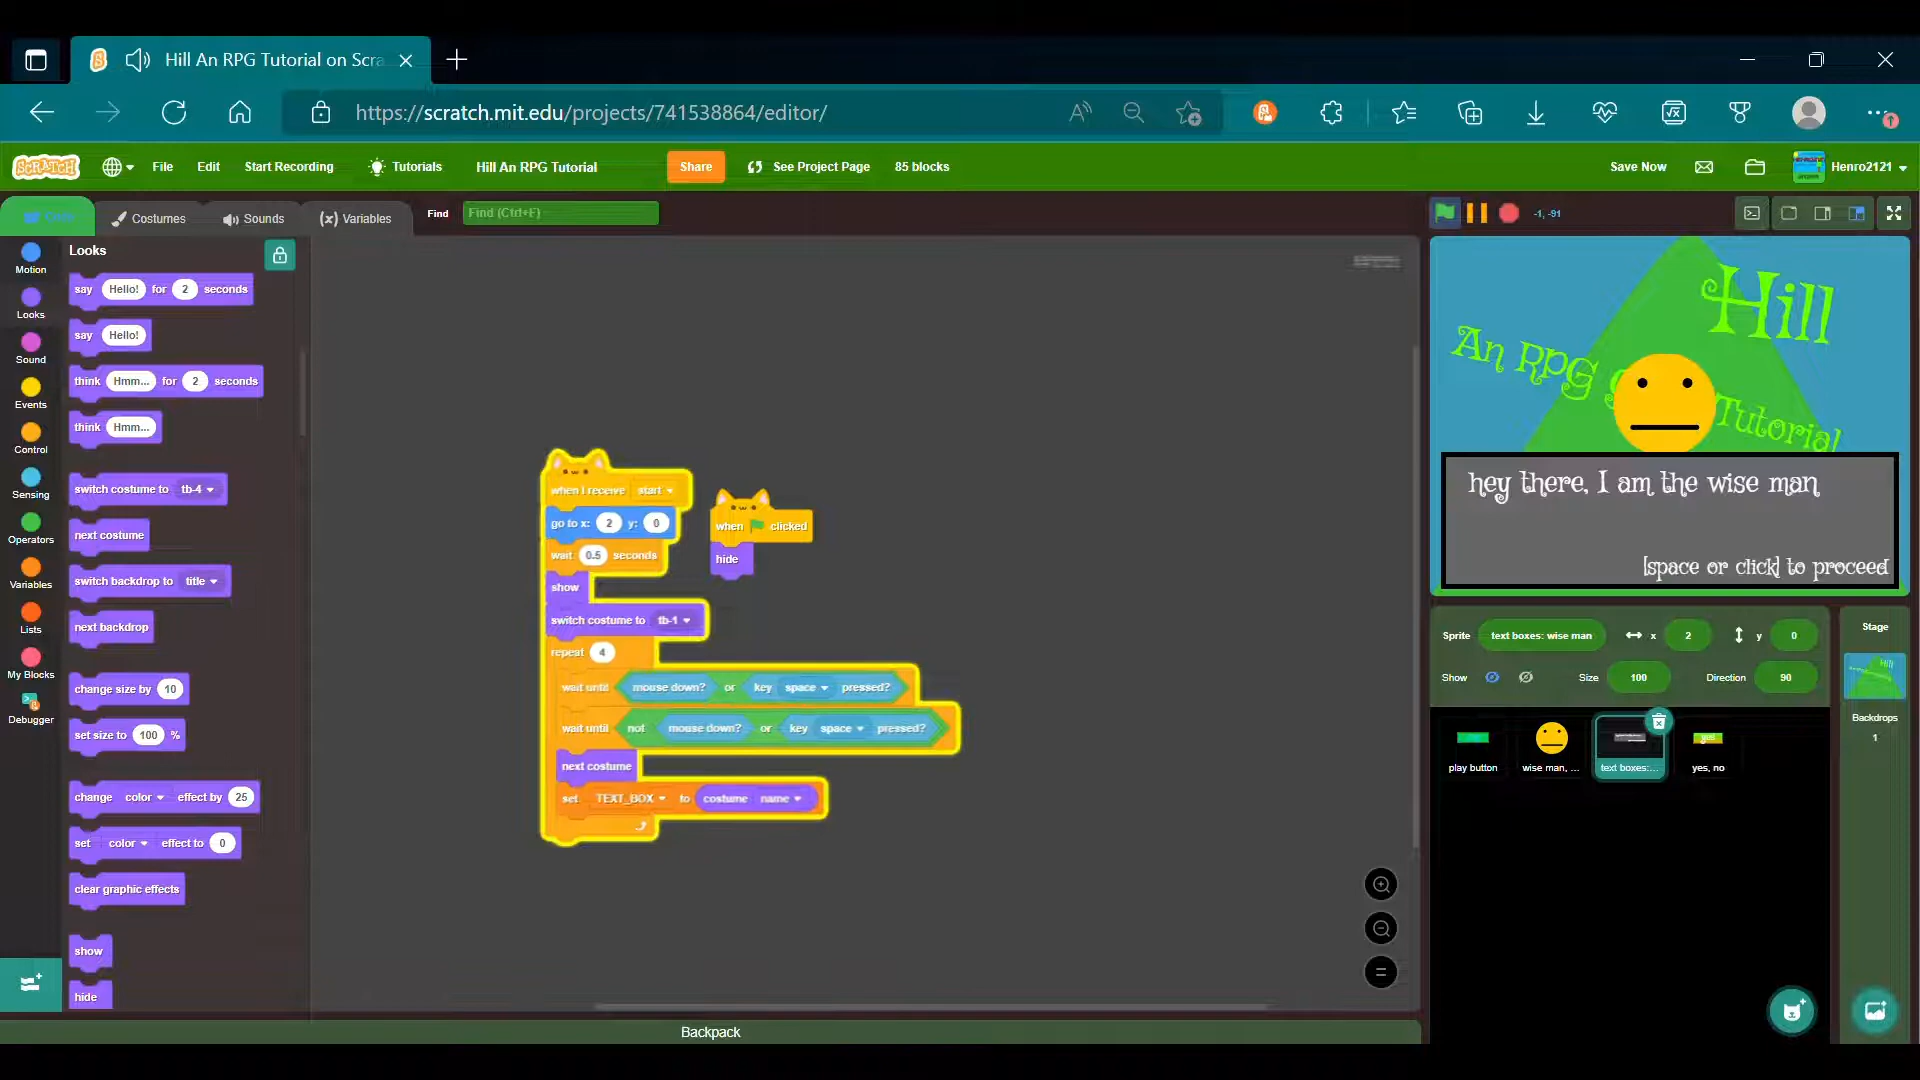 Hill An RPG Tutorial on Scra
https://scratch.mit.edu/projects/741538864/editor/
SCRATCH File Edit Start Recording Tutorials Hill An RPG Tutorial Share See Project Page 85 blocks Save Now Henro2121
Code Costumes Sounds (x) Variables Find Find (Ctrl+F) -1, -91
Motion
Looks
Sound
Events
Control
Sensing
Operators
Variables
Lists
My Blocks
Debugger
Looks
say Hello! for 2 seconds
say Hello!
think Hmm... for 2 seconds
think Hmm...
switch costume to tb-4
next costume
switch backdrop to title
next backdrop
change size by 10
set size to 100 %
change color effect by 25
set color effect to 0
clear graphic effects
show
hide
when I receive start
go to x: 2 y: 0
wait 0.5 seconds
show
switch costume to tb-1
repeat 4
wait until mouse down? or key space pressed?
wait until not mouse down? or key space pressed?
next costume
set TEXT_BOX to costume name
when clicked
hide
Hill
An RPG
Tutorial
hey there, I am the wise man
[space or click] to proceed
Sprite text boxes: wise man x 2 y 0
Show Size 100 Direction 90
play button
wise man, ...
text boxes:...
yes, no
Stage
Hill
Backdrops
1
Backpack